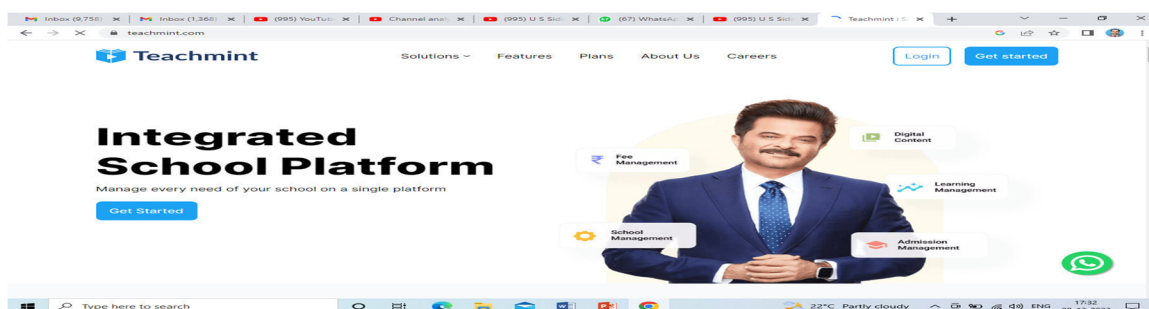 Inbox (9,758)
Inbox (1,368)
(995) YouTub
Channel analy
(995) U S Sid
(67) WhatsAp
(995) U S Sid
Teachmint : S
teachmint.com
Teachmint
Solutions
Features
Plans
About Us
Careers
Login
Get started
Integrated
School Platform
Manage every need of your school on a single platform
Get Started
Fee
Management
Digital
Content
Learning
Management
School
Management
Admission
Management
Type here to search
22°C Partly cloudy
ENG
17:32